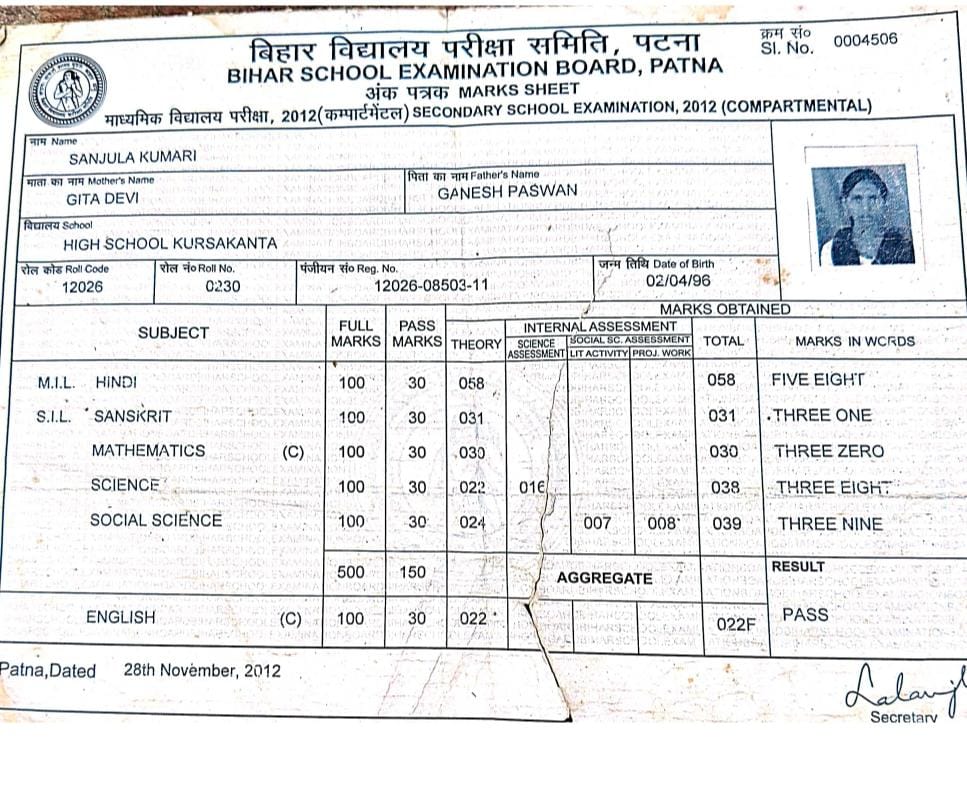 बिहार विद्यालय परीक्षा समिति, पटना
क्रम सं०
Sl. No. 0004506
BIHAR SCHOOL EXAMINATION BOARD, PATNA
अंक पत्रक MARKS SHEET
माध्यमिक विद्यालय परीक्षा, 2012(कम्पार्टमेंटल) SECONDARY SCHOOL EXAMINATION, 2012 (COMPARTMENTAL)
नाम Name
SANJULA KUMARI
माता का नाम Mother's Name पिता का नाम Father's Name
GITA DEVI GANESH PASWAN
विद्यालय School
HIGH SCHOOL KURSAKANTA
रोल कोड Roll Code रोल नं० Roll No. पंजीयन सं० Reg. No. जन्म तिथि Date of Birth
12026 0230 12026-08503-11 02/04/96
MARKS OBTAINED
SUBJECT FULL MARKS PASS MARKS THEORY INTERNAL ASSESSMENT TOTAL MARKS IN WORDS
SCIENCE ASSESSMENT SOCIAL SC. ASSESSMENT
LIT ACTIVITY PROJ. WORK
M.I.L. HINDI 100 30 058 058 FIVE EIGHT
S.I.L. SANSKRIT 100 30 031 031 THREE ONE
MATHEMATICS (C) 100 30 030 030 THREE ZERO
SCIENCE 100 30 022 016 038 THREE EIGHT
SOCIAL SCIENCE 100 30 024 007 008 039 THREE NINE
500 150 AGGREGATE RESULT
ENGLISH (C) 100 30 022 022F PASS
Patna,Dated 28th November, 2012
Secretary